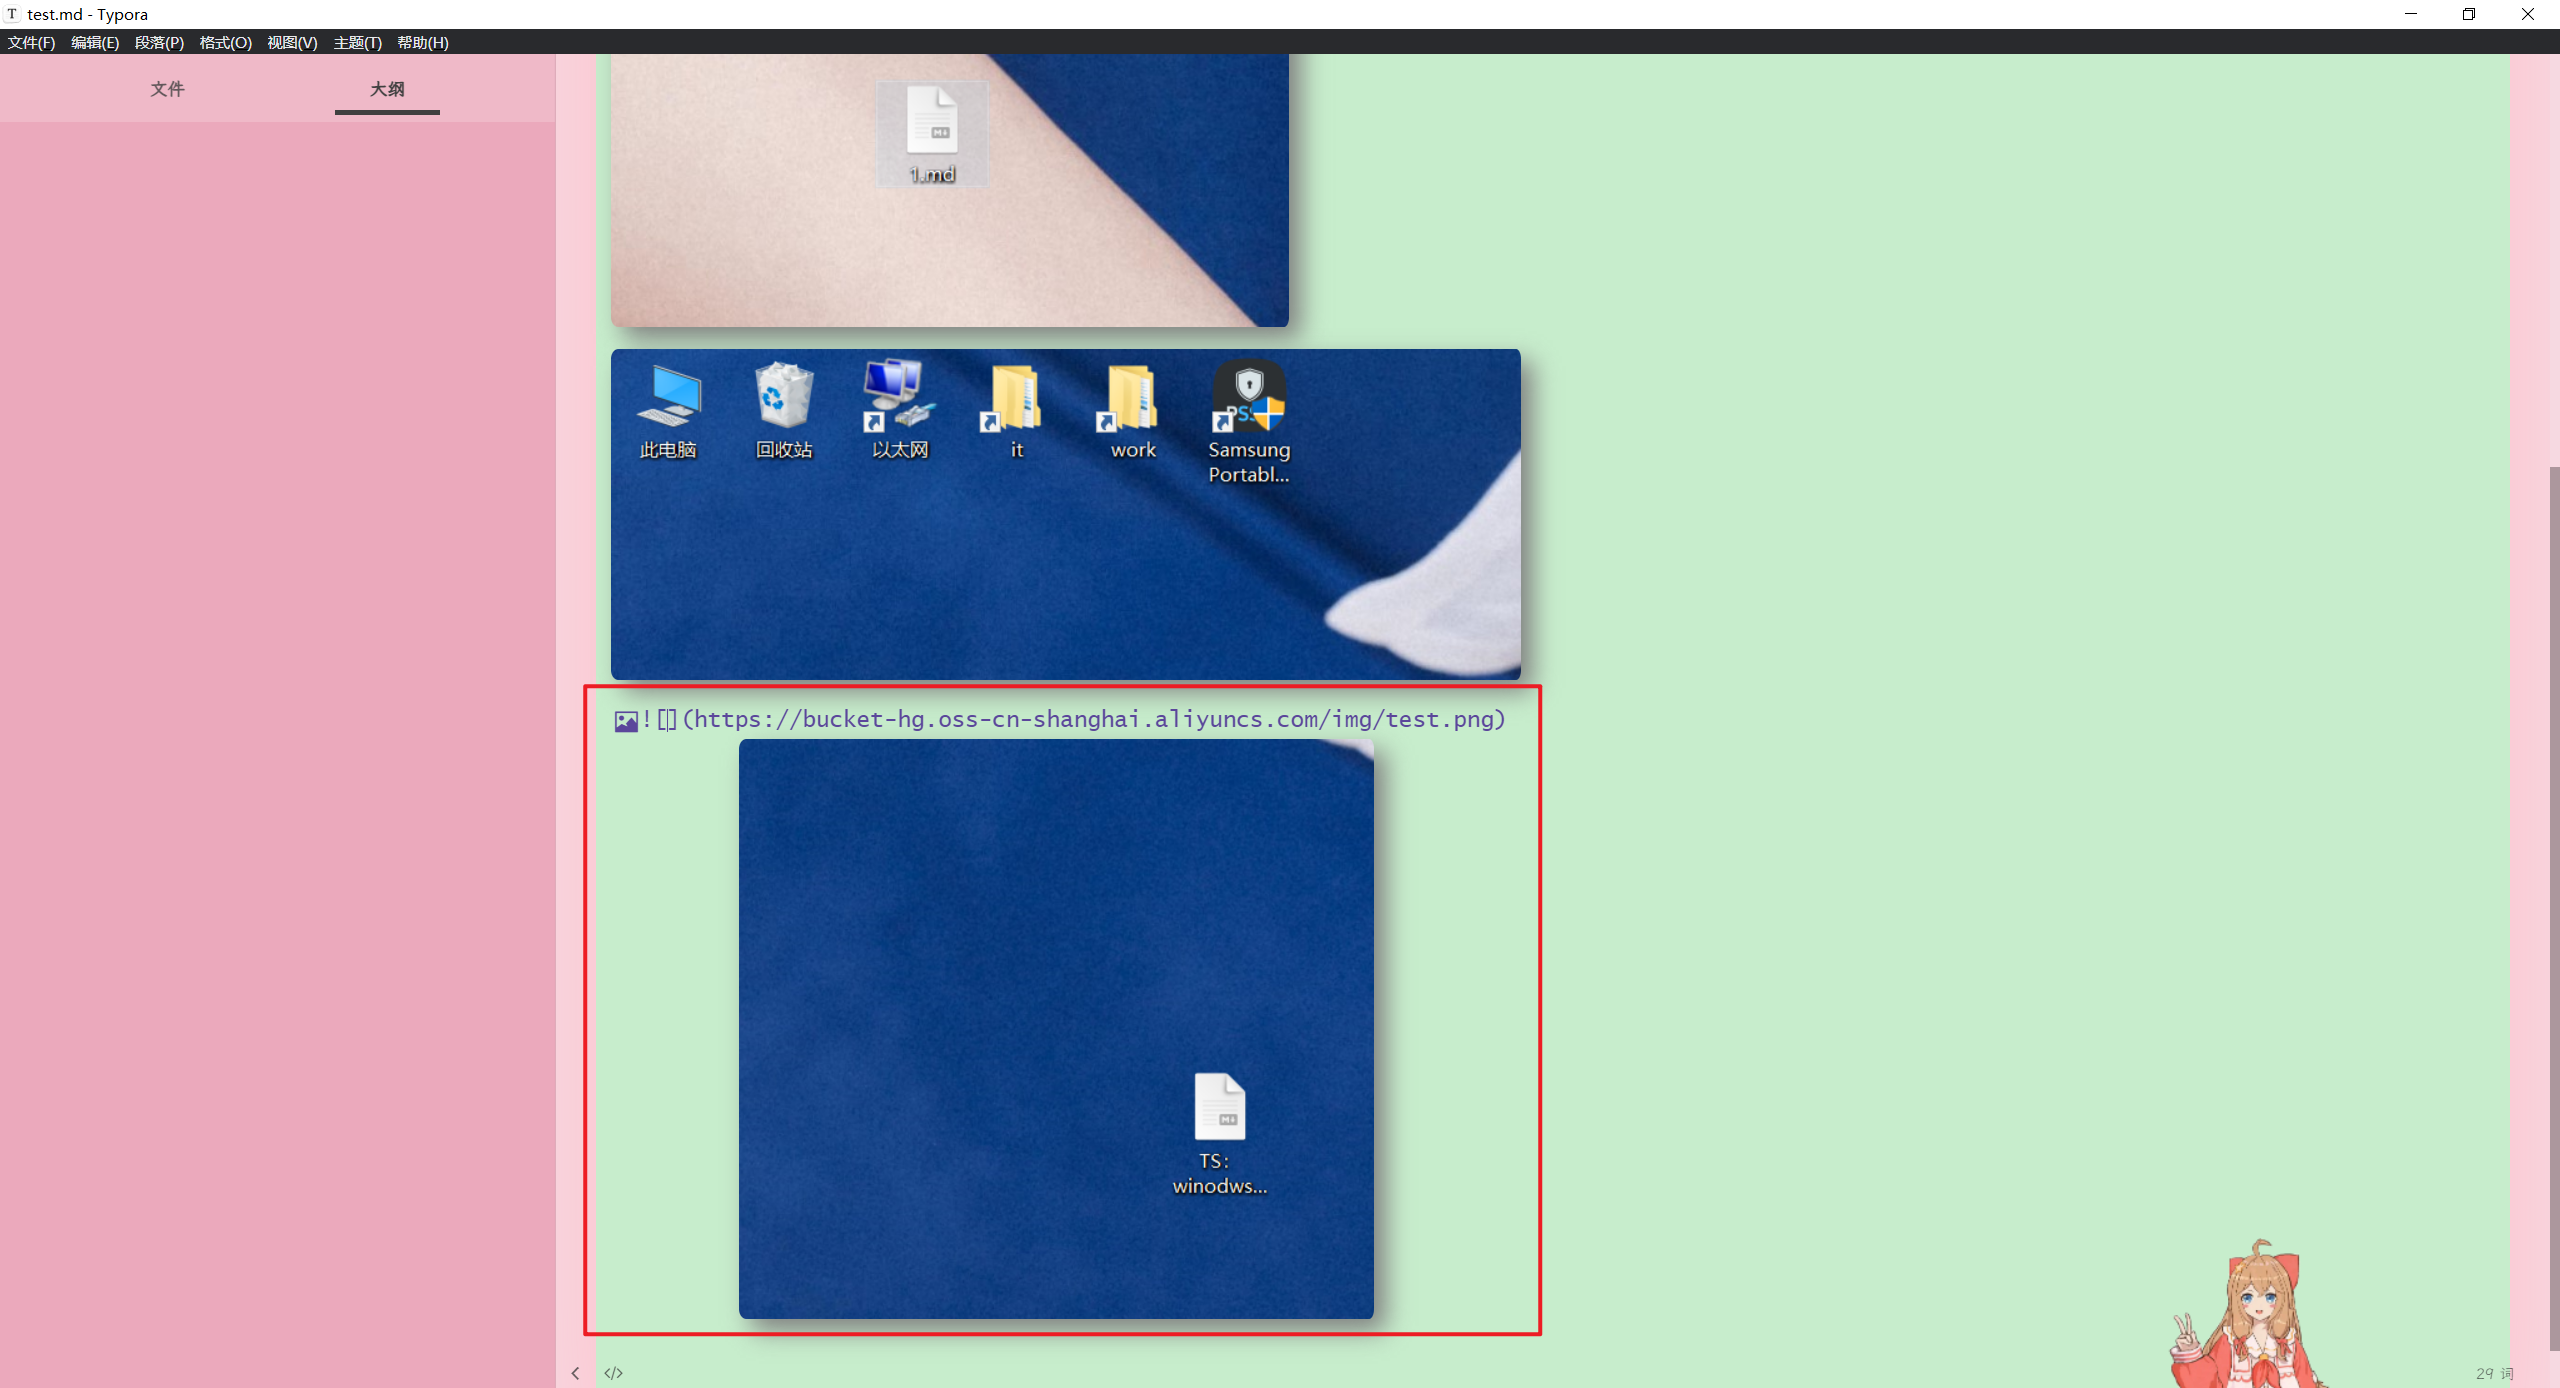 test.md - Typora
文件(F) 编辑(E) 段落(P) 格式(O) 视图(V) 主题(T) 帮助(H)
文件 大纲
1.md
此电脑 回收站 以太网 it work Samsung
Portabl...
![](https://bucket-hg.oss-cn-shanghai.aliyuncs.com/img/test.png)
TS:
winodws...
29 词